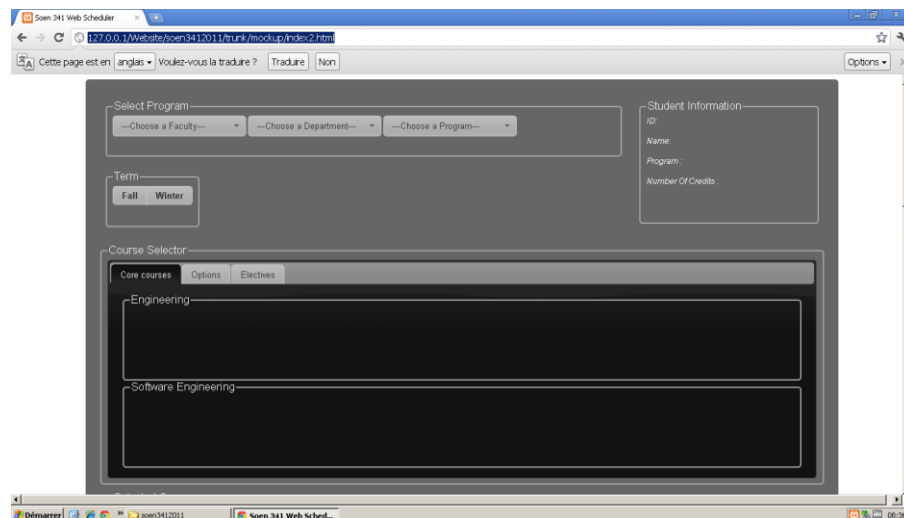 Soen 341 Web Scheduler
127.0.0.1/Website/soen3412011/trunk/mockup/index2.html
Cette page est en anglais Voulez-vous la traduire ? Traduire Non Options
Select Program
---Choose a Faculty--- ---Choose a Department--- ---Choose a Program---
Student Information
ID:
Name:
Program :
Number Of Credits :
Term
Fall Winter
Course Selector
Core courses Options Electives
Engineering
Software Engineering
Démarrer » soen3412011 Soen 341 Web Sched... 08:36